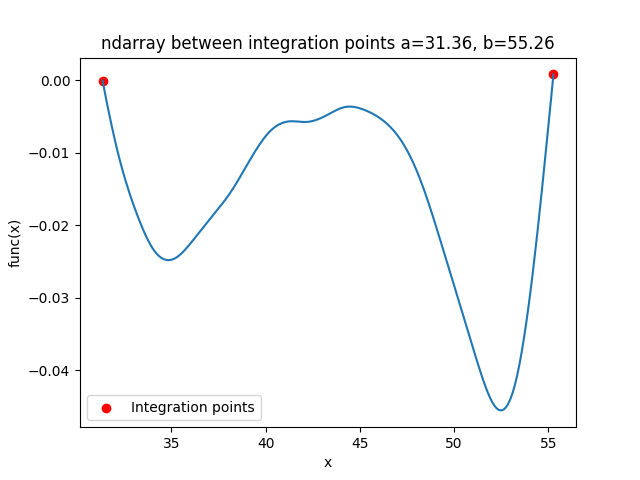 ndarray between integration points a=31.36, b=55.26
0.00
−0.01
−0.02
−0.03
−0.04
func(x)
Integration points
35 40 45 50 55
x